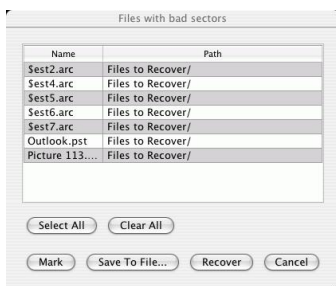 Files with bad sectors
Name Path
$est2.arc Files to Recover/
$est4.arc Files to Recover/
$est5.arc Files to Recover/
$est6.arc Files to Recover/
$est7.arc Files to Recover/
Outlook.pst Files to Recover/
Picture 113.... Files to Recover/
Select All Clear All
Mark Save To File... Recover Cancel